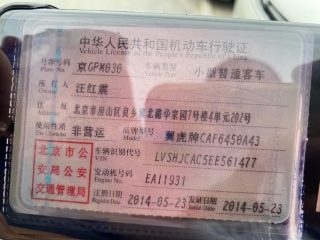 中华人民共和国机动车行驶证
Vehicle License of the People's Republic of China
号牌号码 京GPM030 车辆类型 小型普通客车
Plate No. Vehicle Type
所有人 汪红震
Owner
住址 北京市房山区良乡镇北潞华家园7号楼4单元202号
Address
使用性质 非营运 品牌型号 翼虎牌CAF6450A43
Use Character Model
北京市公
安局公安
交通管理局
车辆识别代号 LVSHJCAC5EE561477
VIN
发动机号码 EA11931
Engine No.
注册日期 2014-05-23 发证日期 2014-05-23
Register Date Issue Date